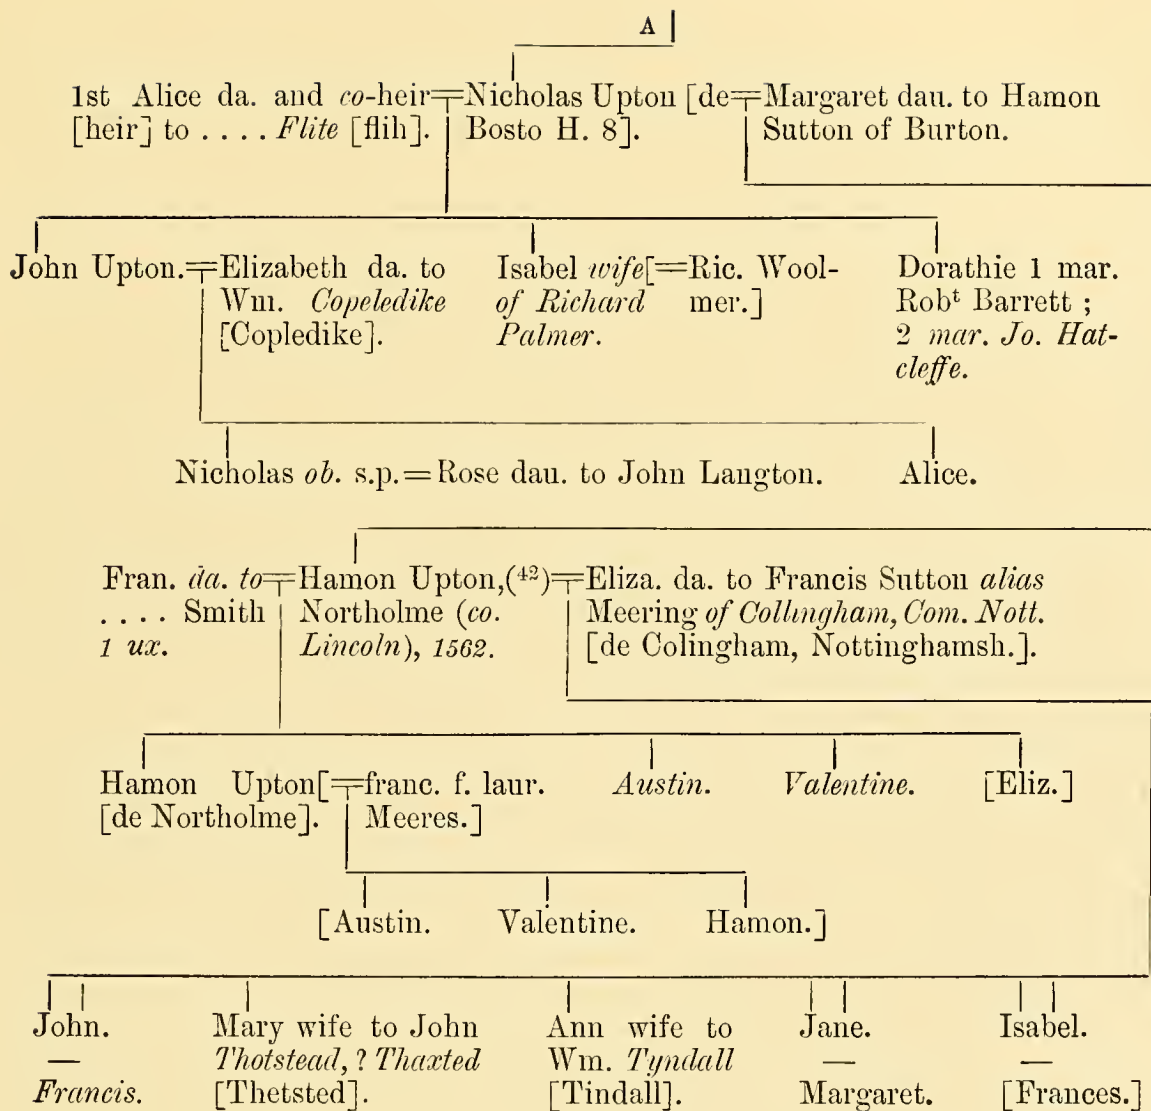 A
1st Alice da. and co-heir=Nicholas Upton [de=Margaret dau. to Hamon
[heir] to . . . . Flite [flih]. Bosto H. 8]. Sutton of Burton.
John Upton.=Elizabeth da. to Isabel wife[=Ric. Wool- Dorathie 1 mar.
Wm. Copeledike of Richard mer.] Robt Barrett ;
[Copledike]. Palmer. 2 mar. Jo. Hat-
cleffe.
Nicholas ob. s.p.=Rose dau. to John Langton. Alice.
Fran. da. to=Hamon Upton,(42)=Eliza. da. to Francis Sutton alias
. . . . Smith Northolme (co. Meering of Collingham, Com. Nott.
1 ux. Lincoln), 1562. [de Colingham, Nottinghamsh.].
Hamon Upton[=franc. f. laur. Austin. Valentine. [Eliz.]
[de Northolme]. Meeres.]
[Austin. Valentine. Hamon.]
John. Mary wife to John Ann wife to Jane. Isabel.
— Thotstead, ? Thaxted Wm. Tyndall — —
Francis. [Thetsted]. [Tindall]. Margaret. [Frances.]